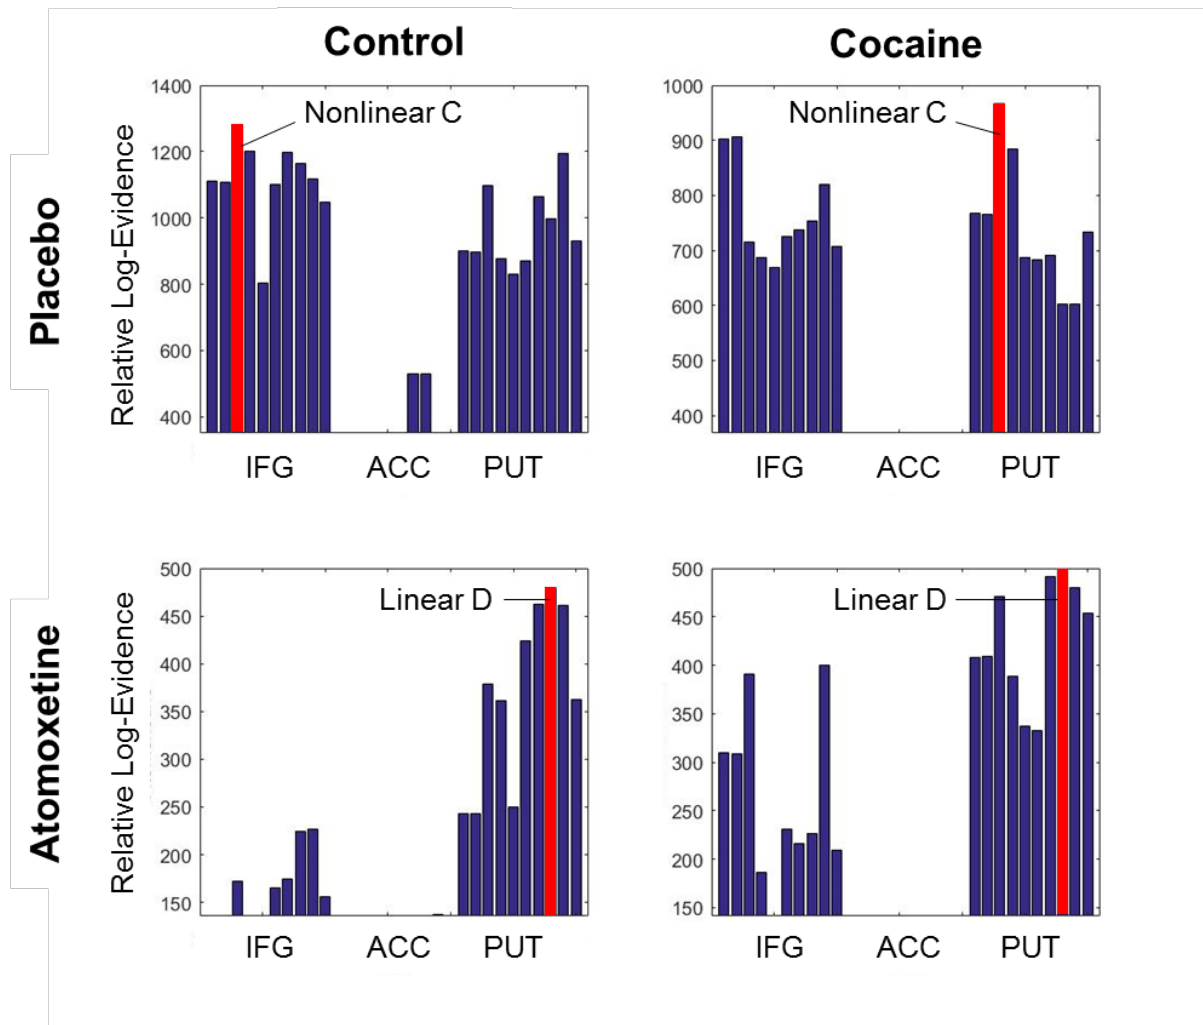 Control
Cocaine
Placebo
Relative Log-Evidence
1400
1200
1000
800
600
400
Nonlinear C
IFG ACC PUT
1000
900
800
700
600
500
400
Nonlinear C
IFG ACC PUT
Atomoxetine
Relative Log-Evidence
500
450
400
350
300
250
200
150
Linear D
IFG ACC PUT
500
450
400
350
300
250
200
150
Linear D
IFG ACC PUT